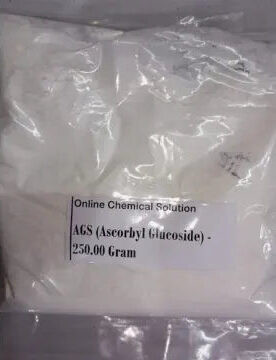 Online Chemical Solution
AGS (Ascorbyl Glucoside) -
250.00 Gram